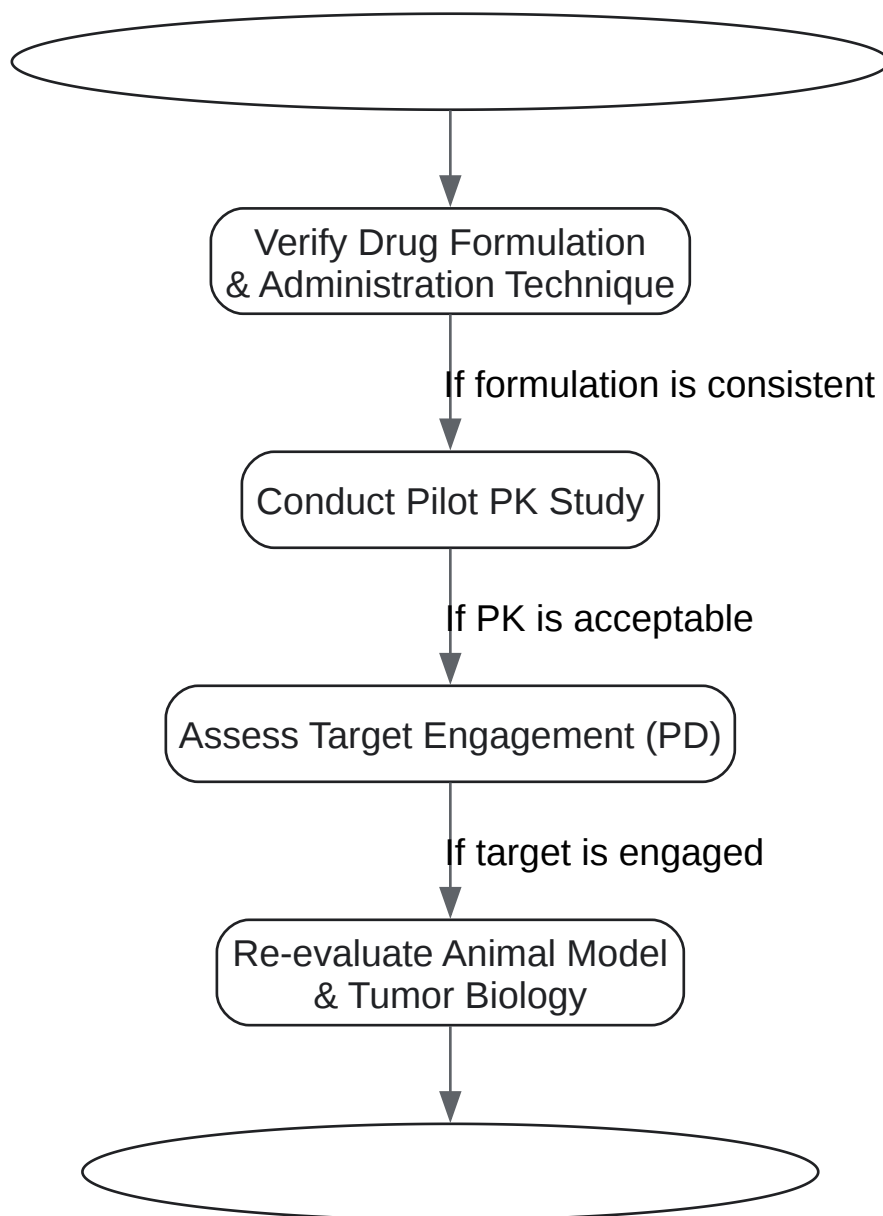 Verify Drug Formulation
& Administration Technique
If formulation is consistent
Conduct Pilot PK Study
If PK is acceptable
Assess Target Engagement (PD)
If target is engaged
Re-evaluate Animal Model
& Tumor Biology